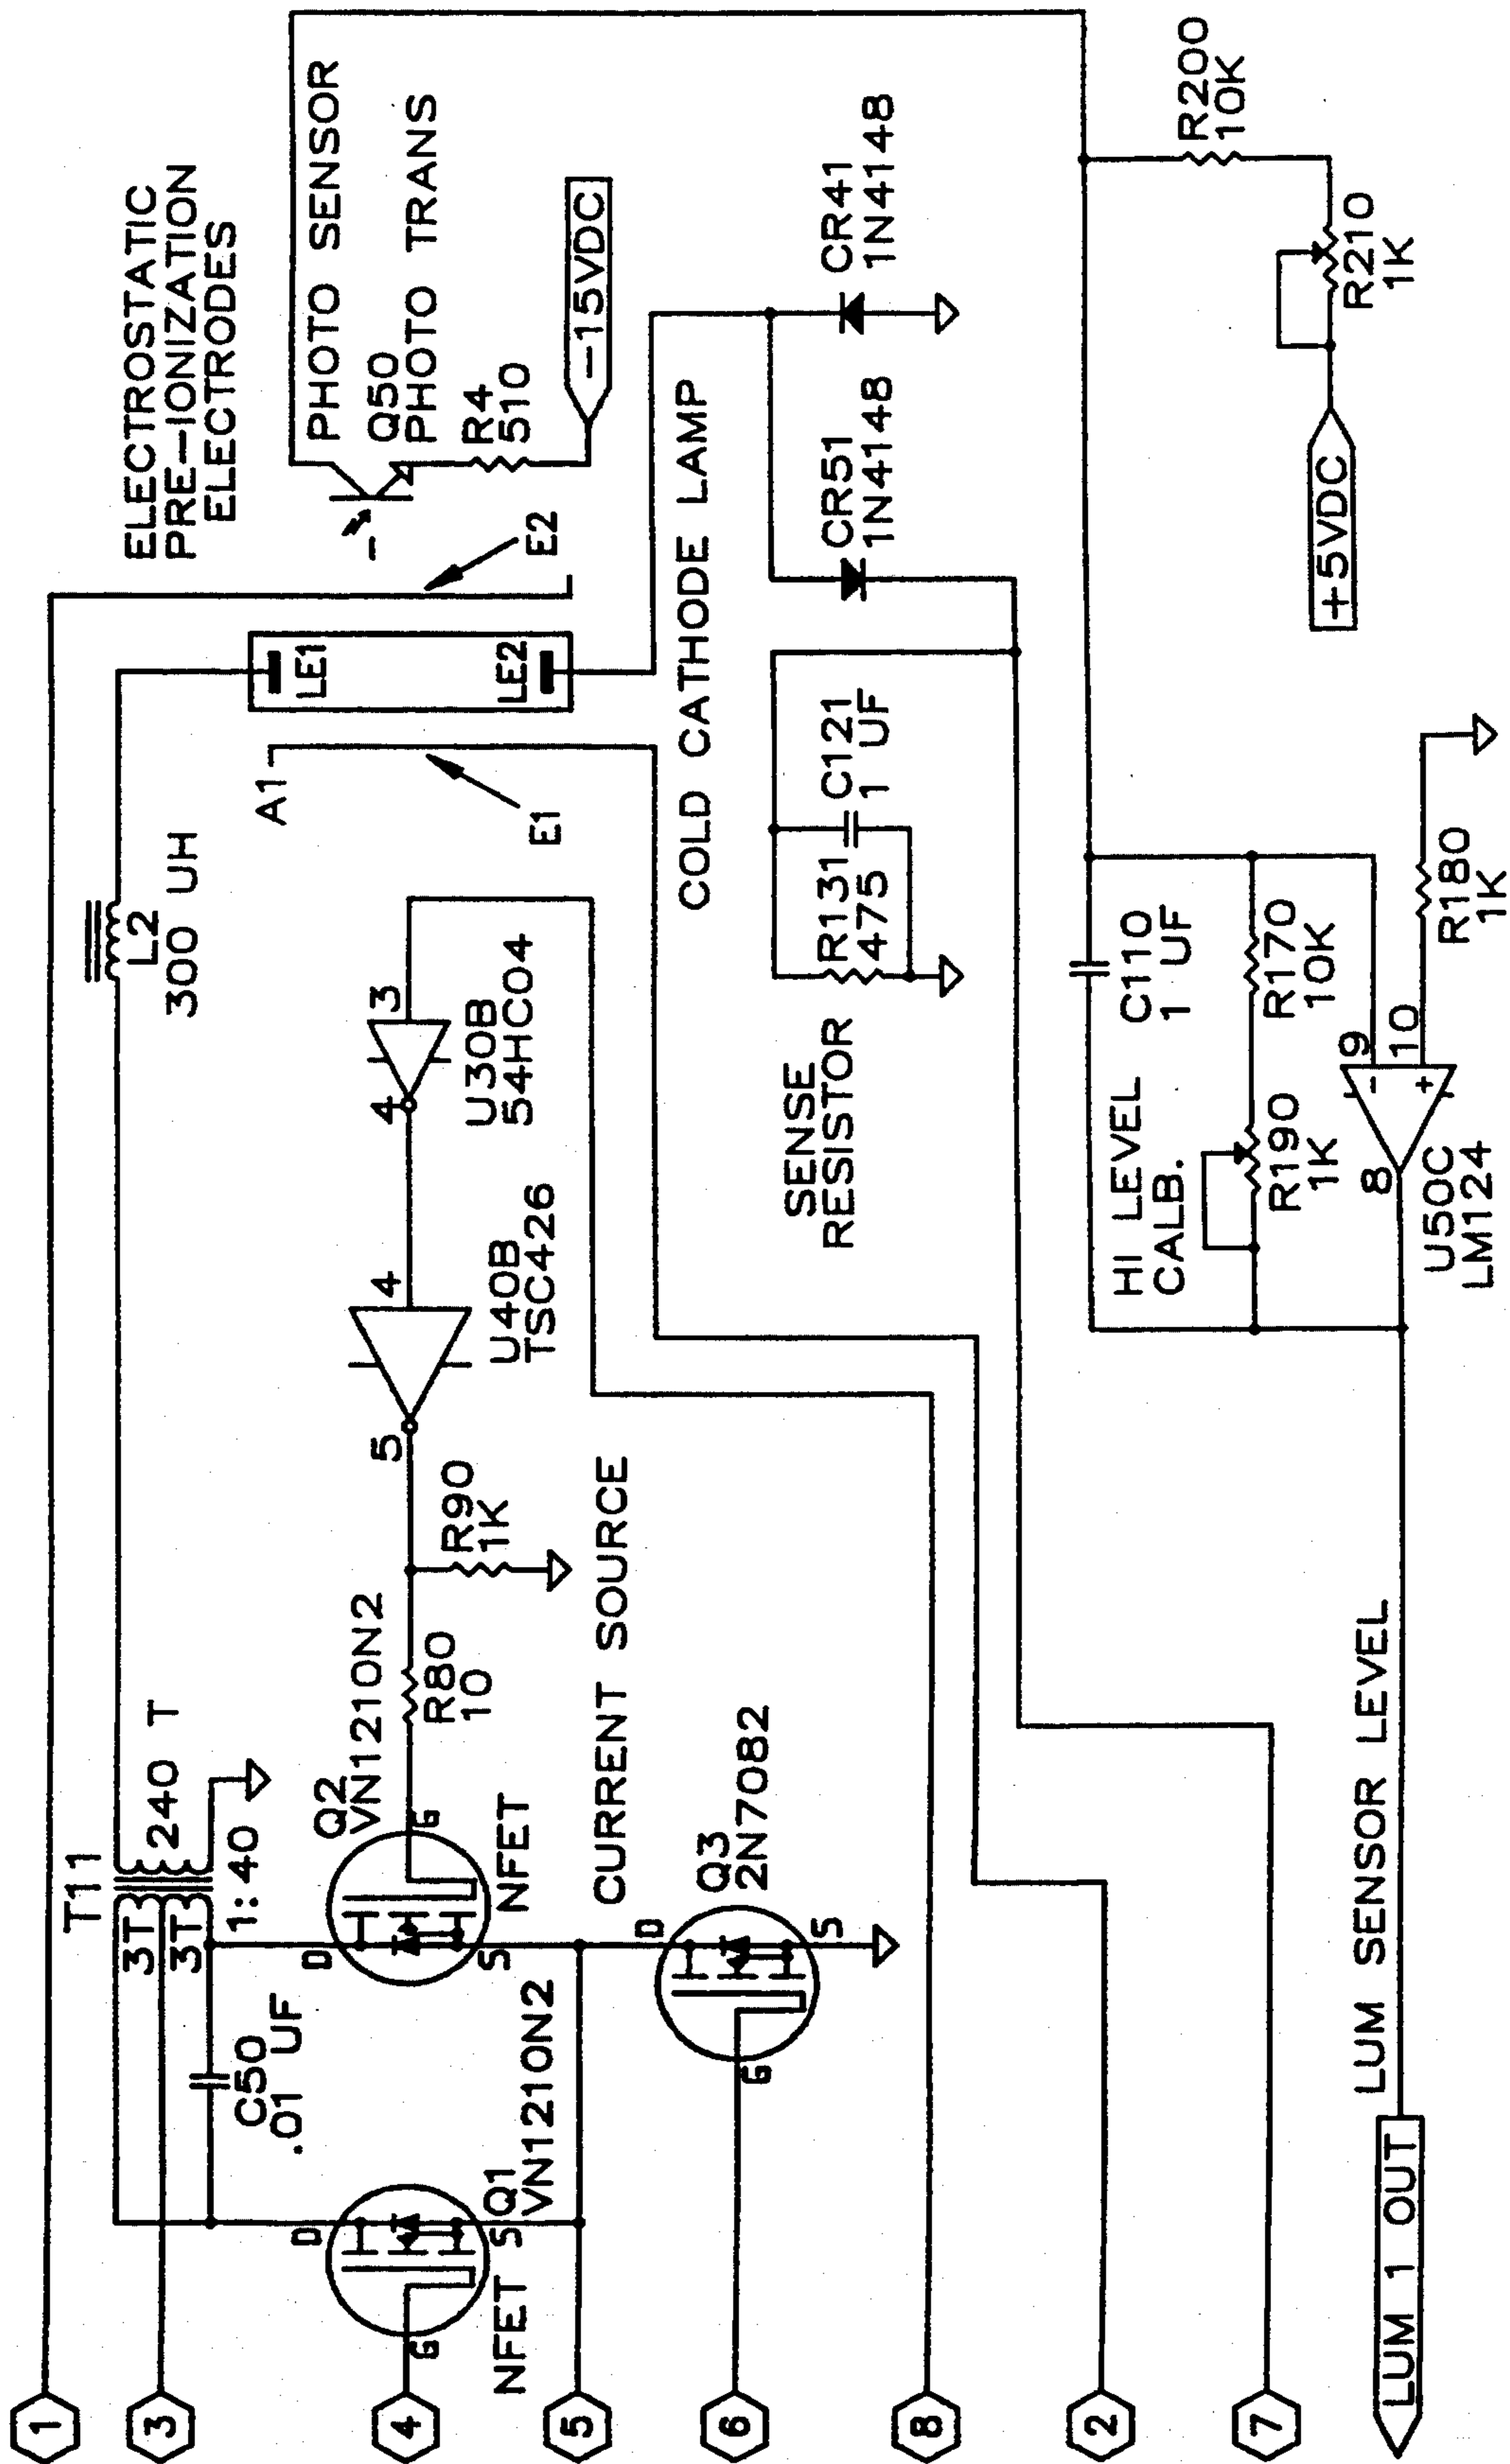 1
3
4
5
6
8
2
7
LUM 1 OUT
LUM SENSOR LEVEL
T11
3T
3T
240 T
1:40
C50
.01 UF
D
G
S
Q1
VN1210N2
NFET
D
G
S
Q2
VN1210N2
NFET
CURRENT SOURCE
D
G
S
Q3
2N7082
R80
10
R90
1K
5
4
U40B
TSC426
4
3
U30B
54HC04
L2
300 UH
A1
E1
LE1
LE2
E2
ELECTROSTATIC
PRE-IONIZATION
ELECTRODES
PHOTO SENSOR
Q50
PHOTO TRANS
R4
510
-15VDC
COLD CATHODE LAMP
SENSE
RESISTOR
R131
475
C121
1 UF
CR51
1N4148
CR41
1N4148
HI LEVEL
CALB.
C110
1 UF
R190
1K
R170
10K
8
9
10
-
+
U50C
LM124
R180
1K
+5VDC
R210
1K
R200
10K